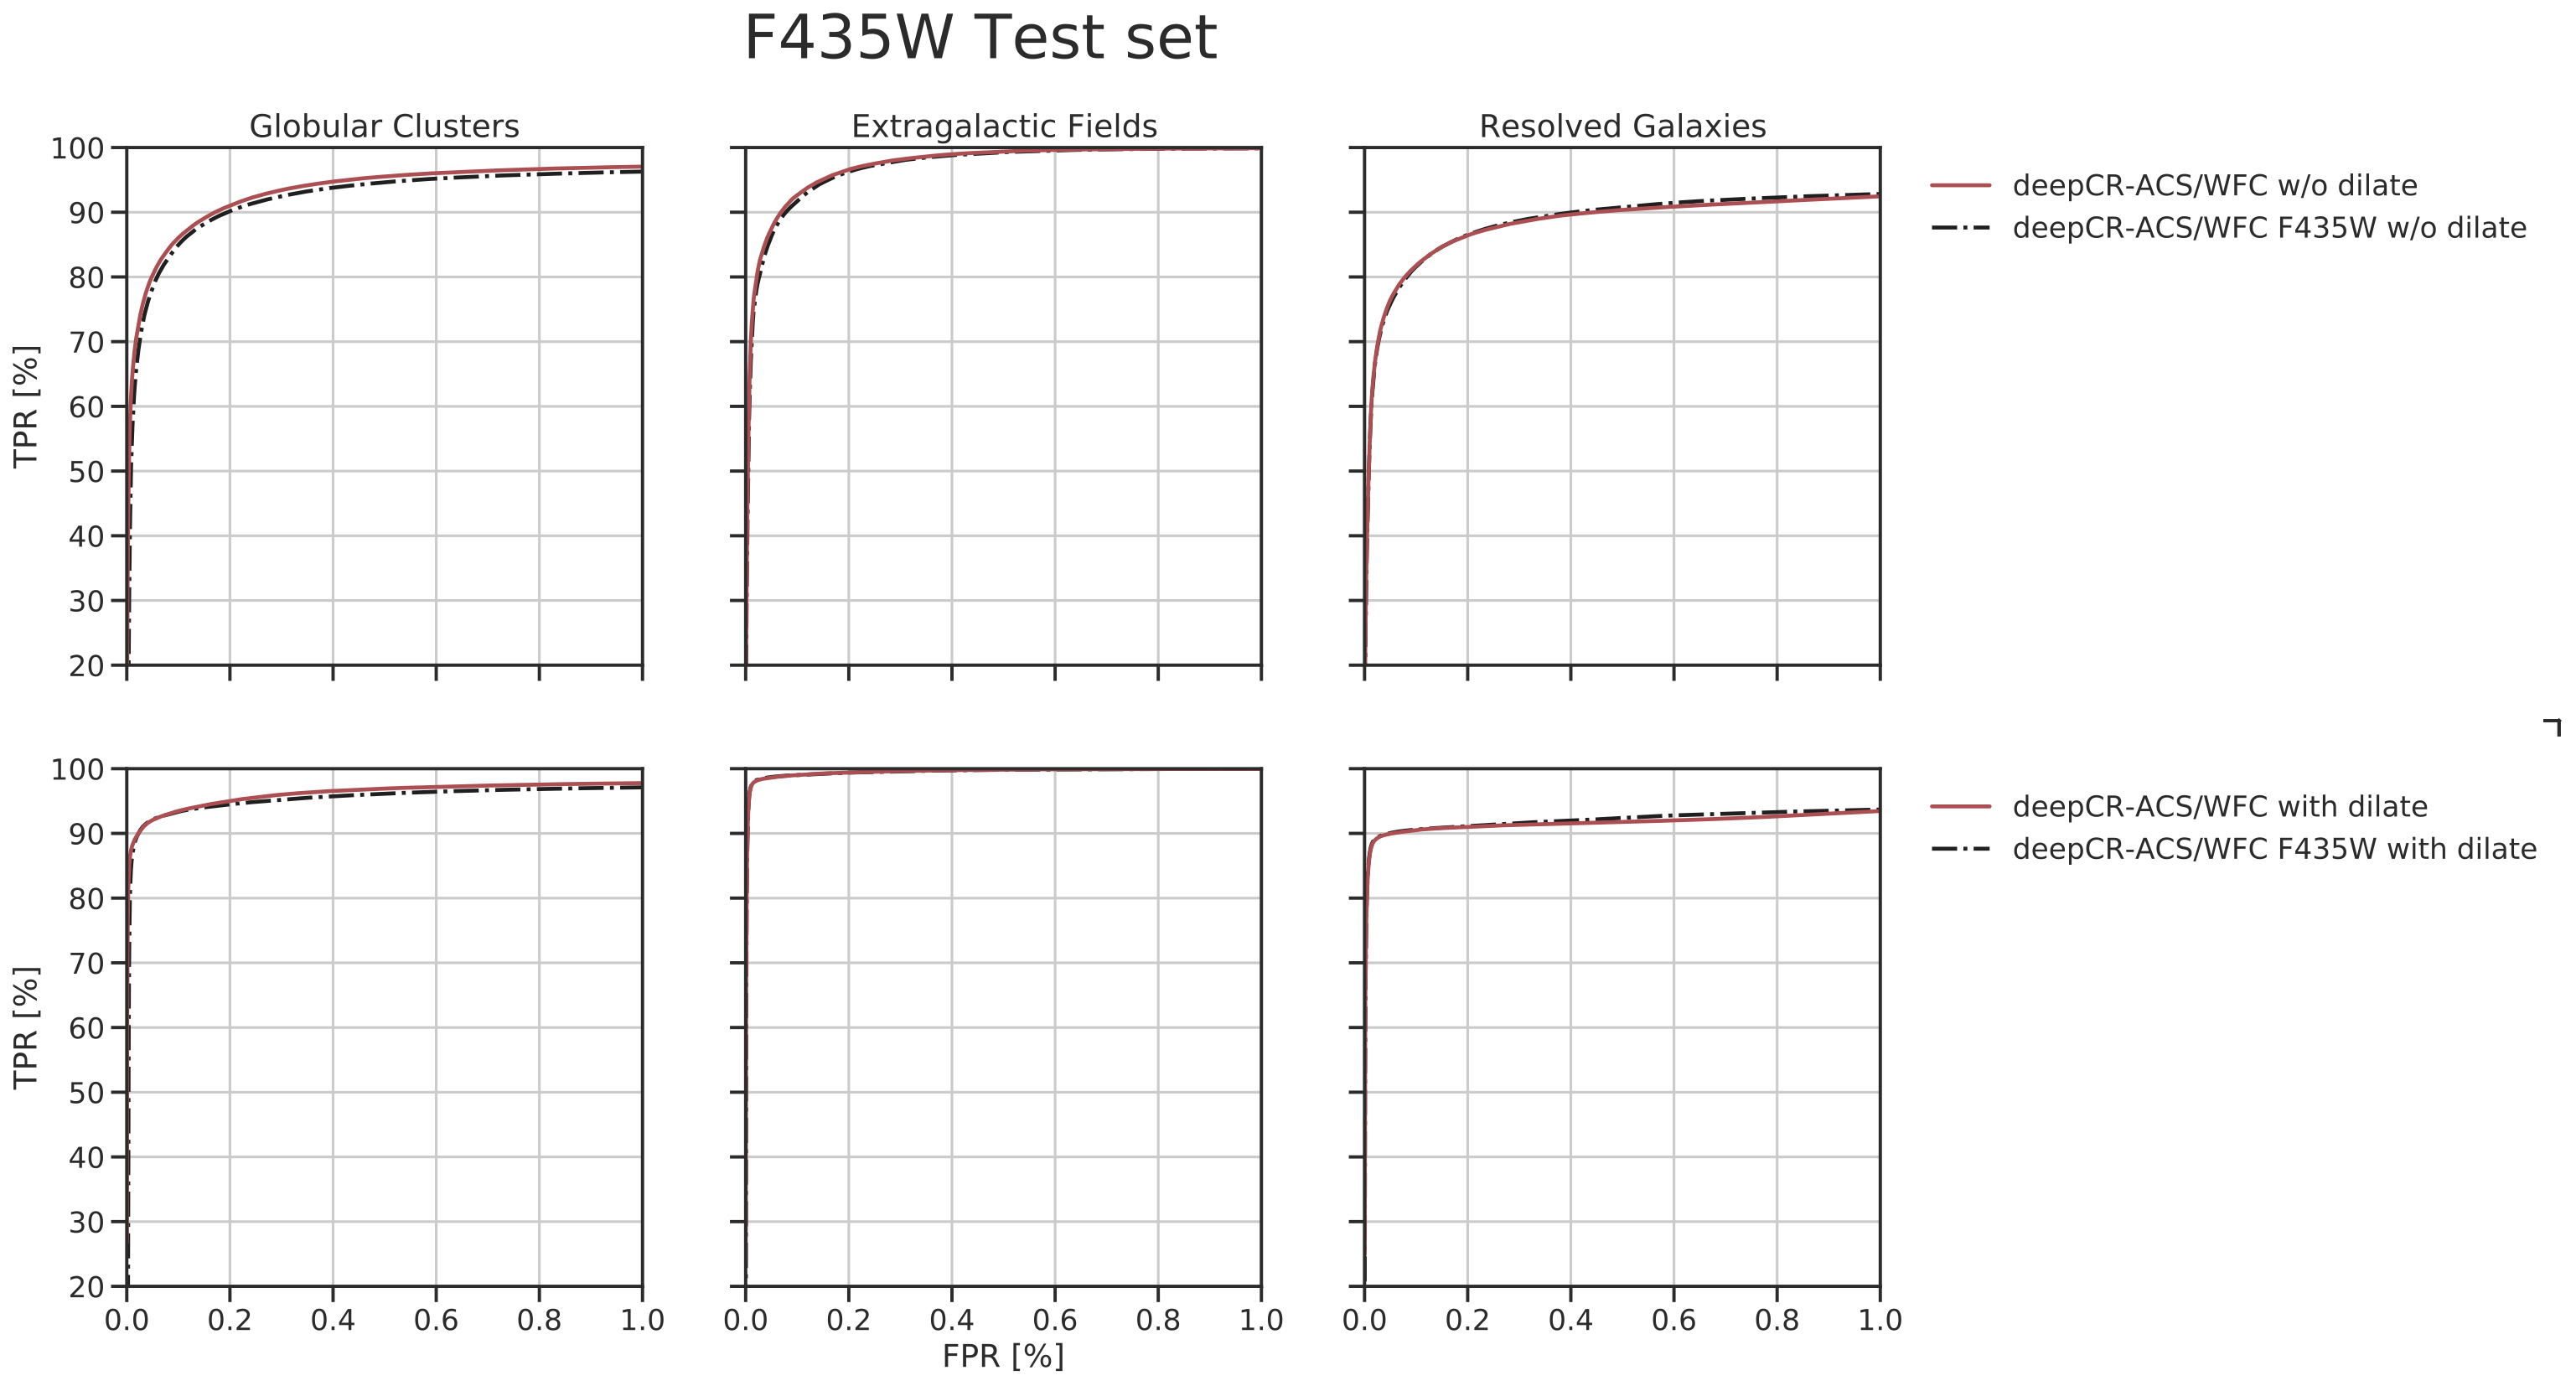 F435W Test set
Globular Clusters
Extragalactic Fields
Resolved Galaxies
100
90
80
70
60
50
40
30
20
TPR [%]
deepCR-ACS/WFC w/o dilate
deepCR-ACS/WFC F435W w/o dilate
100
90
80
70
60
50
40
30
20
TPR [%]
deepCR-ACS/WFC with dilate
deepCR-ACS/WFC F435W with dilate
0.0 0.2 0.4 0.6 0.8 1.0
0.0 0.2 0.4 0.6 0.8 1.0
0.0 0.2 0.4 0.6 0.8 1.0
FPR [%]